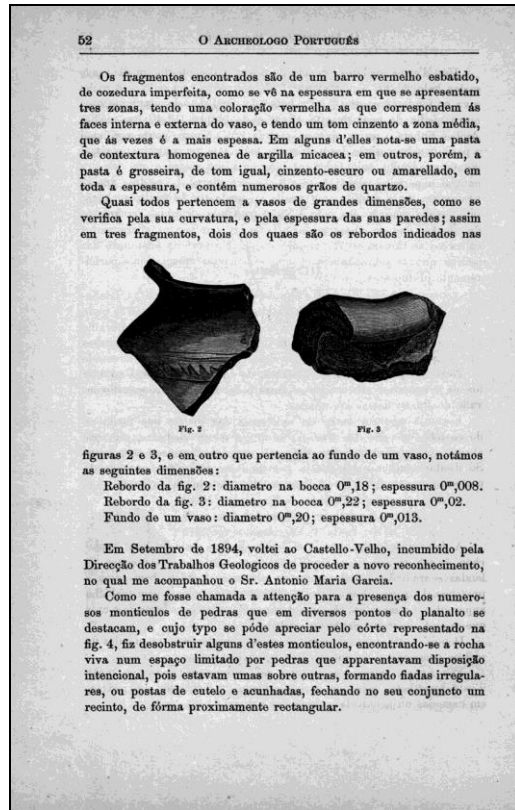 52 O Archeologo Português
Os fragmentos encontrados são de um barro vermelho esbatido,
de cozedura imperfeita, como se vê na espessura em que se apresentam
tres zonas, tendo uma coloração vermelha as que correspondem ás
faces interna e externa do vaso, e tendo um tom cinzento a zona média,
que ás vezes é a mais espessa. Em alguns d'elles nota-se uma pasta
de contextura homogenea de argilla micacea; em outros, porém, a
pasta é grosseira, de tom igual, cinzento-escuro ou amarellado, em
toda a espessura, e contém numerosos grãos de quartzo.
Quasi todos pertencem a vasos de grandes dimensões, como se
verifica pela sua curvatura, e pela espessura das suas paredes; assim
em tres fragmentos, dois dos quaes são os rebordos indicados nas
Fig. 2 Fig. 3
figuras 2 e 3, e em outro que pertencia ao fundo de um vaso, notámos
as seguintes dimensões:
Rebordo da fig. 2: diametro na bocca 0ᵐ,18; espessura 0ᵐ,008.
Rebordo da fig. 3: diametro na bocca 0ᵐ,22; espessura 0ᵐ,02.
Fundo de um vaso: diametro 0ᵐ,20; espessura 0ᵐ,013.
Em Setembro de 1894, voltei ao Castello-Velho, incumbido pela
Direcção dos Trabalhos Geologicos de proceder a novo reconhecimento,
no qual me acompanhou o Sr. Antonio Maria Garcia.
Como me fosse chamada a attenção para a presença dos numero-
sos monticulos de pedras que em diversos pontos do planalto se
destacam, e cujo typo se póde apreciar pelo córte representado na
fig. 4, fiz desobstruir alguns d'estes monticulos, encontrando-se a rocha
viva num espaço limitado por pedras que apparentavam disposição
intencional, pois estavam umas sobre outras, formando fiadas irregula-
res, ou postas de cutelo e acunhadas, fechando no seu conjuncto um
recinto, de fórma proximamente rectangular.